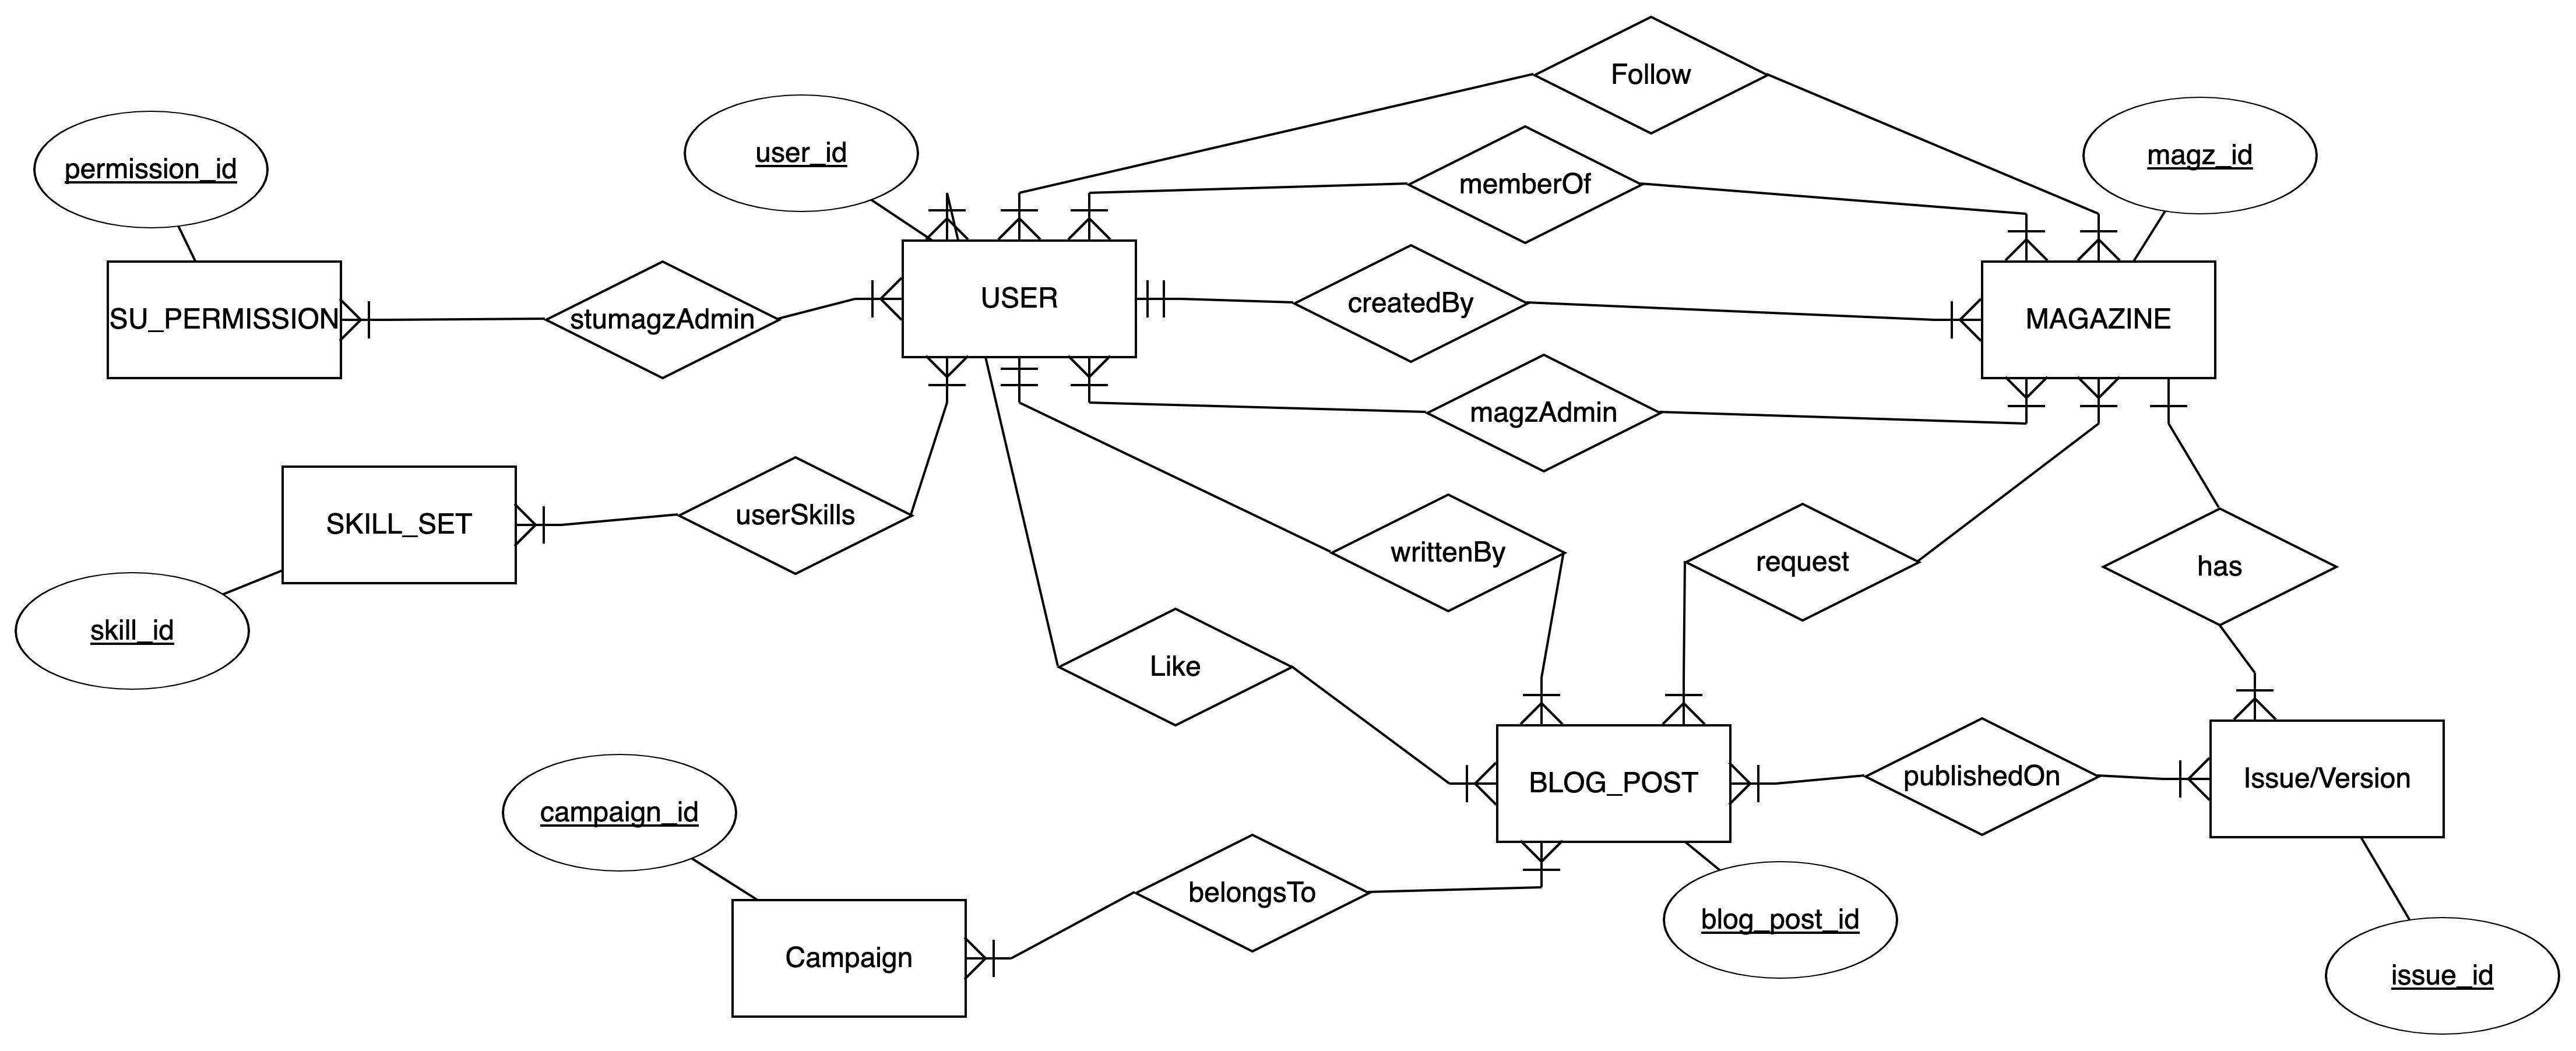 Follow
permission_id
user_id
memberOf
magz_id
SU_PERMISSION
stumagzAdmin
USER
createdBy
MAGAZINE
magzAdmin
SKILL_SET
userSkills
writtenBy
request
has
skill_id
Like
campaign_id
BLOG_POST
publishedOn
Issue/Version
belongsTo
blog_post_id
Campaign
issue_id